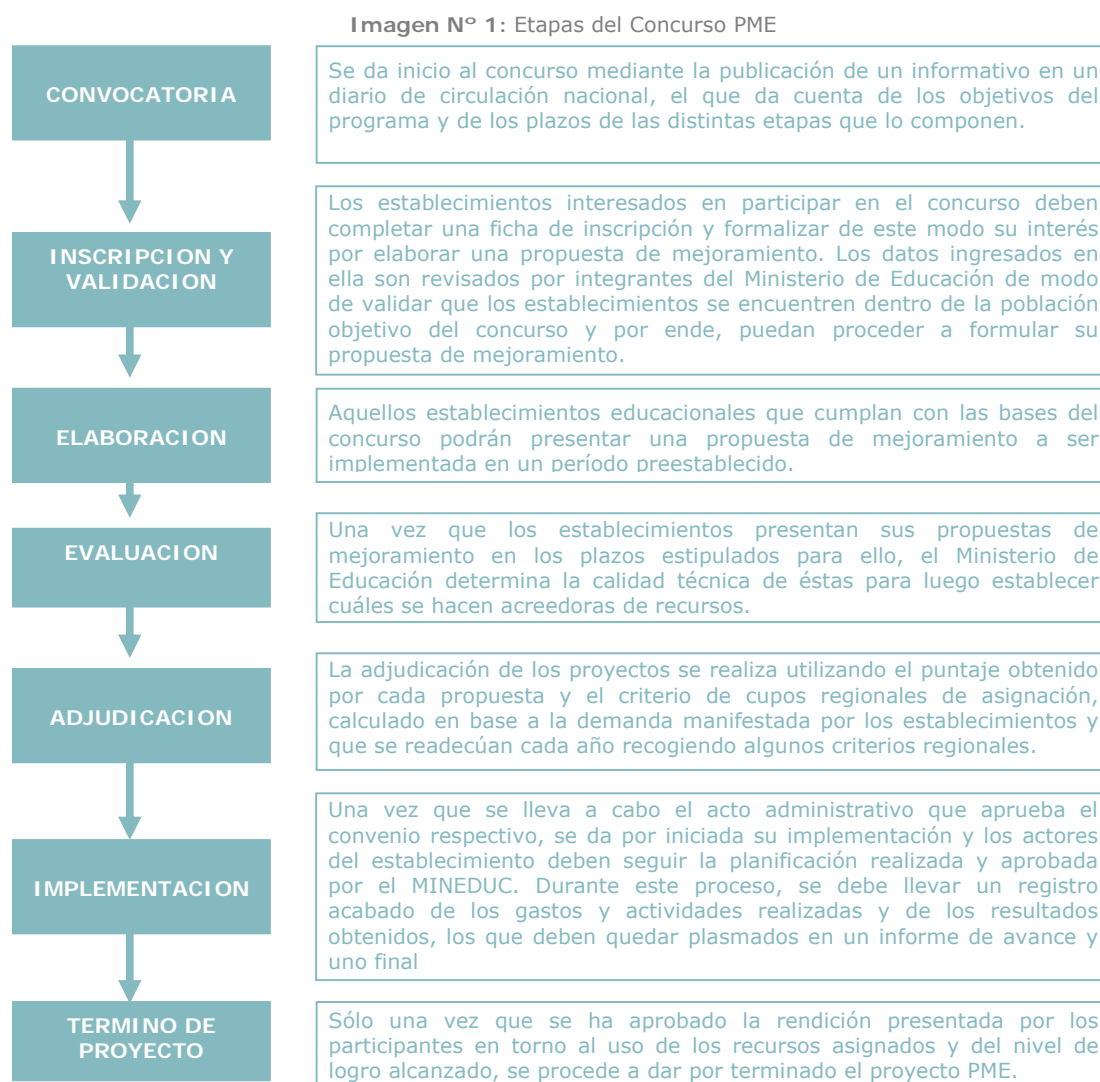 Imagen Nº 1: Etapas del Concurso PME
CONVOCATORIA
Se da inicio al concurso mediante la publicación de un informativo en un
diario de circulación nacional, el que da cuenta de los objetivos del
programa y de los plazos de las distintas etapas que lo componen.
INSCRIPCION Y
VALIDACION
Los establecimientos interesados en participar en el concurso deben
completar una ficha de inscripción y formalizar de este modo su interés
por elaborar una propuesta de mejoramiento. Los datos ingresados en
ella son revisados por integrantes del Ministerio de Educación de modo
de validar que los establecimientos se encuentren dentro de la población
objetivo del concurso y por ende, puedan proceder a formular su
propuesta de mejoramiento.
ELABORACION
Aquellos establecimientos educacionales que cumplan con las bases del
concurso podrán presentar una propuesta de mejoramiento a ser
implementada en un período preestablecido.
EVALUACION
Una vez que los establecimientos presentan sus propuestas de
mejoramiento en los plazos estipulados para ello, el Ministerio de
Educación determina la calidad técnica de éstas para luego establecer
cuáles se hacen acreedoras de recursos.
ADJUDICACION
La adjudicación de los proyectos se realiza utilizando el puntaje obtenido
por cada propuesta y el criterio de cupos regionales de asignación,
calculado en base a la demanda manifestada por los establecimientos y
que se readecúan cada año recogiendo algunos criterios regionales.
IMPLEMENTACION
Una vez que se lleva a cabo el acto administrativo que aprueba el
convenio respectivo, se da por iniciada su implementación y los actores
del establecimiento deben seguir la planificación realizada y aprobada
por el MINEDUC. Durante este proceso, se debe llevar un registro
acabado de los gastos y actividades realizadas y de los resultados
obtenidos, los que deben quedar plasmados en un informe de avance y
uno final
TERMINO DE
PROYECTO
Sólo una vez que se ha aprobado la rendición presentada por los
participantes en torno al uso de los recursos asignados y del nivel de
logro alcanzado, se procede a dar por terminado el proyecto PME.